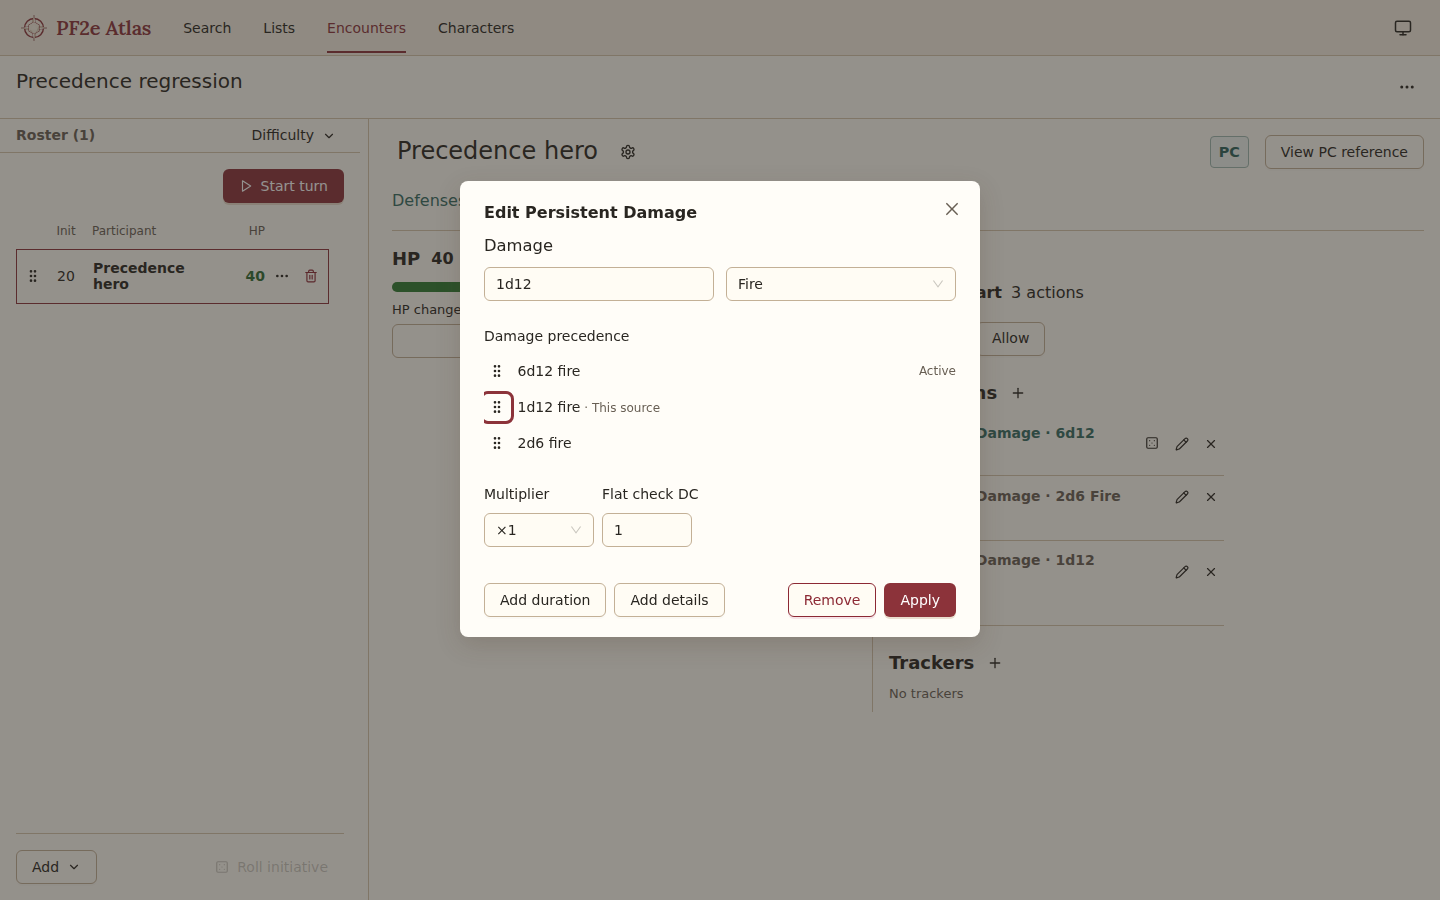 PF2e Atlas
Search
Lists
Encounters
Characters
Precedence regression
Roster (1)
Difficulty
Start turn
Init
Participant
HP
20
Precedence
hero
40
Add
Roll initiative
Precedence hero
PC
View PC reference
Defenses
HP 40
HP change
art 3 actions
Allow
ns
Damage · 6d12
Damage · 2d6 Fire
Damage · 1d12
Trackers
No trackers
Edit Persistent Damage
Damage
1d12
Fire
Damage precedence
6d12 fire
Active
1d12 fire · This source
2d6 fire
Multiplier
Flat check DC
×1
1
Add duration
Add details
Remove
Apply